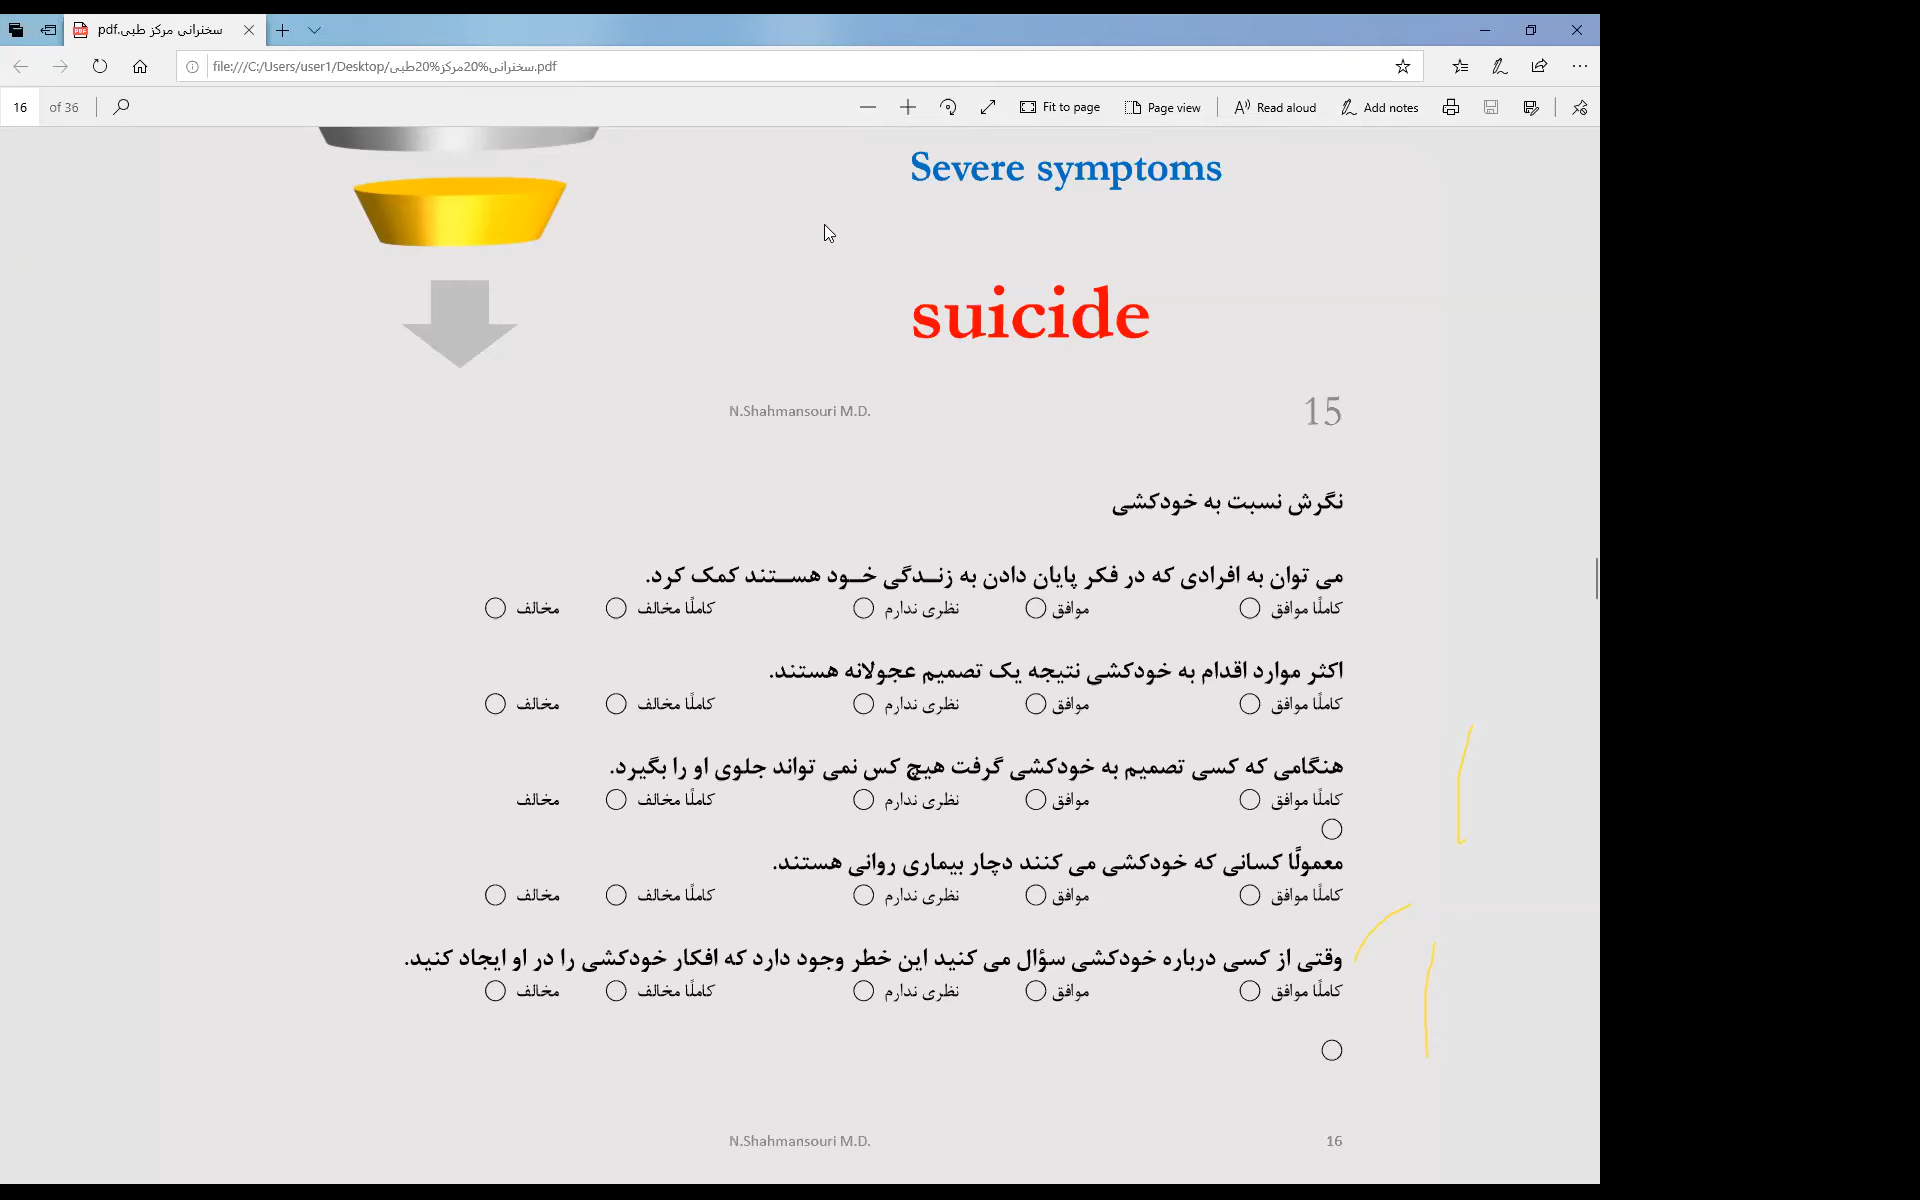 سخنرانی مرکز طبی.pdf
file:///C:/Users/user1/Desktop/سخنرانی%20مرکز%20طبی.pdf
16 of 36 Fit to page Page view Read aloud Add notes
Severe symptoms
suicide
N.Shahmansouri M.D. 15
نگرش نسبت به خودکشی
می توان به افرادی که در فکر پایان دادن به زنــدگی خــود هســتند کمک کرد.
کاملًا موافق موافق نظری ندارم کاملًا مخالف مخالف
اکثر موارد اقدام به خودکشی نتیجه یک تصمیم عجولانه هستند.
کاملًا موافق موافق نظری ندارم کاملًا مخالف مخالف
هنگامی که کسی تصمیم به خودکشی گرفت هیچ کس نمی تواند جلوی او را بگیرد.
کاملًا موافق موافق نظری ندارم کاملًا مخالف مخالف
معمولًا کسانی که خودکشی می کنند دچار بیماری روانی هستند.
کاملًا موافق موافق نظری ندارم کاملًا مخالف مخالف
وقتی از کسی درباره خودکشی سؤال می کنید این خطر وجود دارد که افکار خودکشی را در او ایجاد کنید.
کاملًا موافق موافق نظری ندارم کاملًا مخالف مخالف
N.Shahmansouri M.D. 16